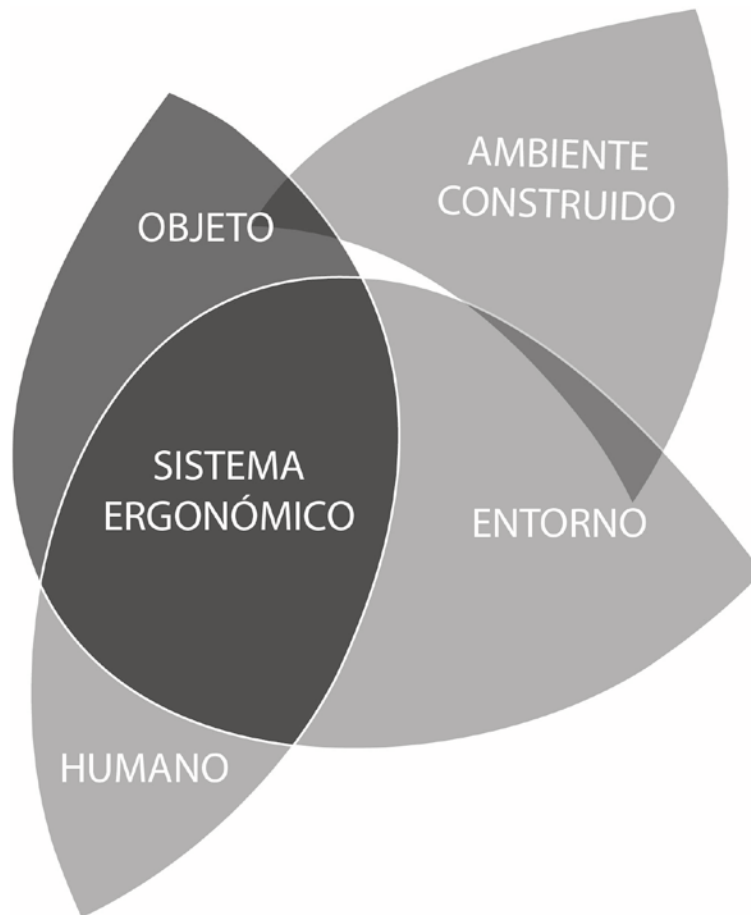 AMBIENTE
CONSTRUIDO
OBJETO
SISTEMA
ERGONÓMICO
ENTORNO
HUMANO